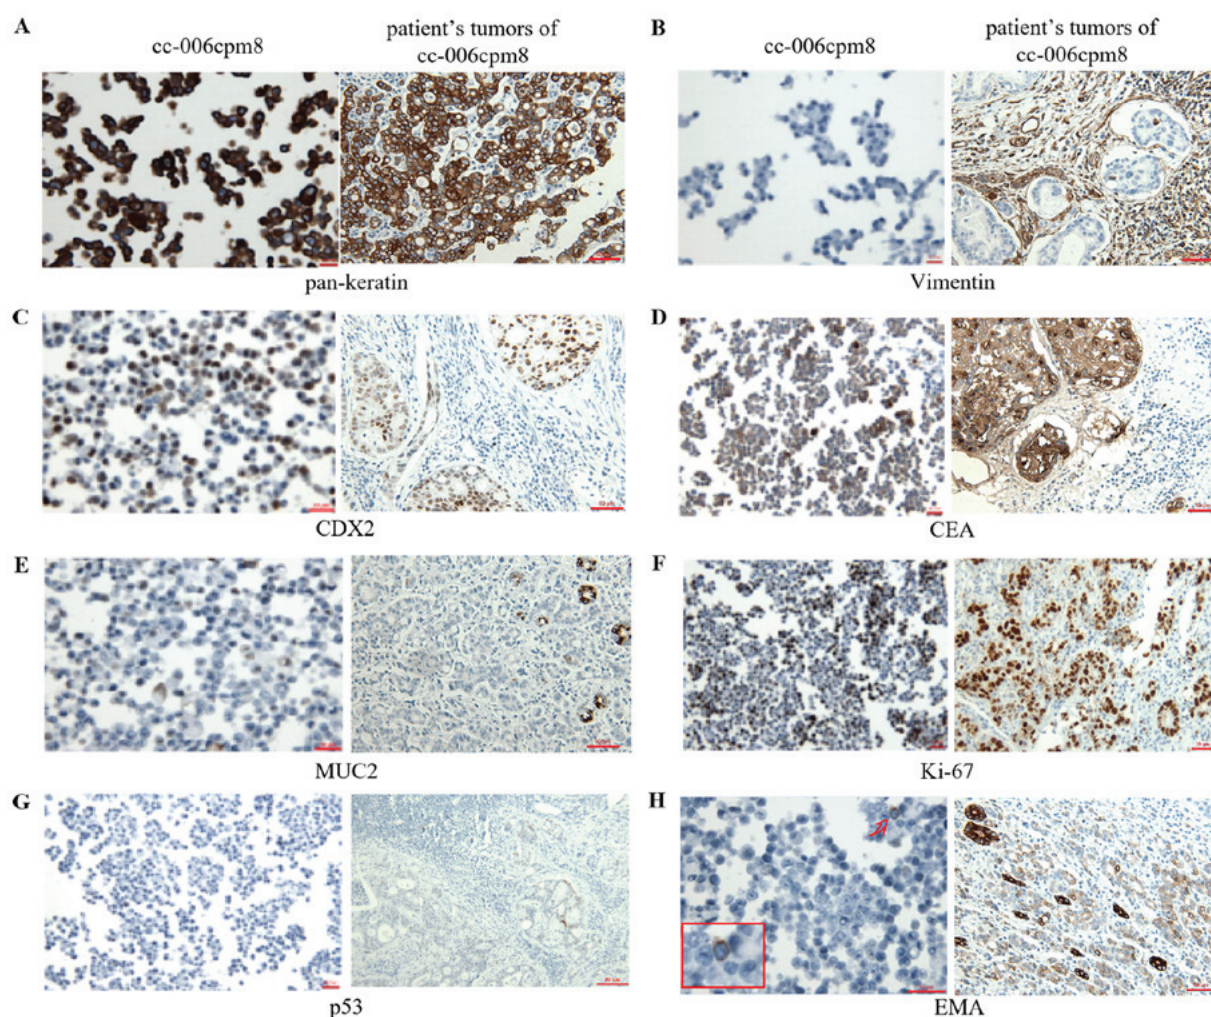 A
cc-006cpm8
patient's tumors of
cc-006cpm8
pan-keratin
B
cc-006cpm8
patient's tumors of
cc-006cpm8
Vimentin
C
CDX2
D
CEA
E
MUC2
F
Ki-67
G
p53
H
EMA